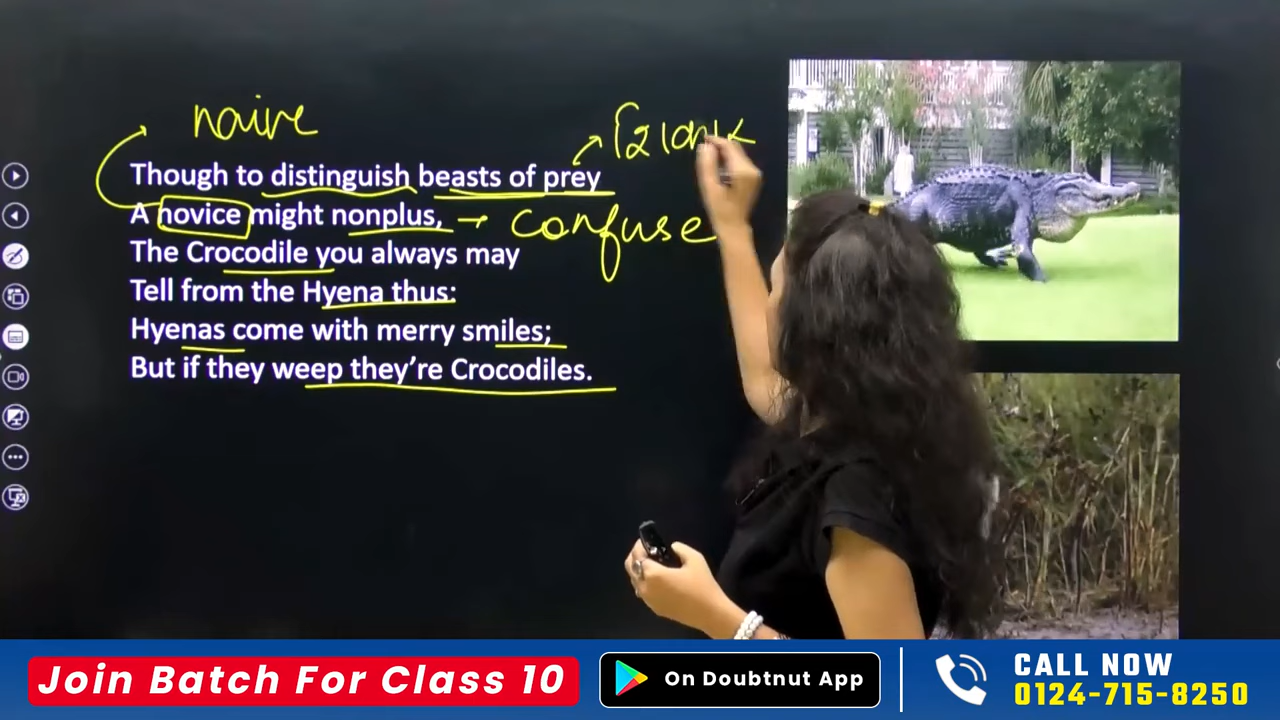 naive
Though to distinguish beasts of prey
A novice might nonplus, → confuse
The Crocodile you always may
Tell from the Hyena thus:
Hyenas come with merry smiles;
But if they weep they're Crocodiles.
Join Batch For Class 10
On Doubtnut App
CALL NOW
0124-715-8250